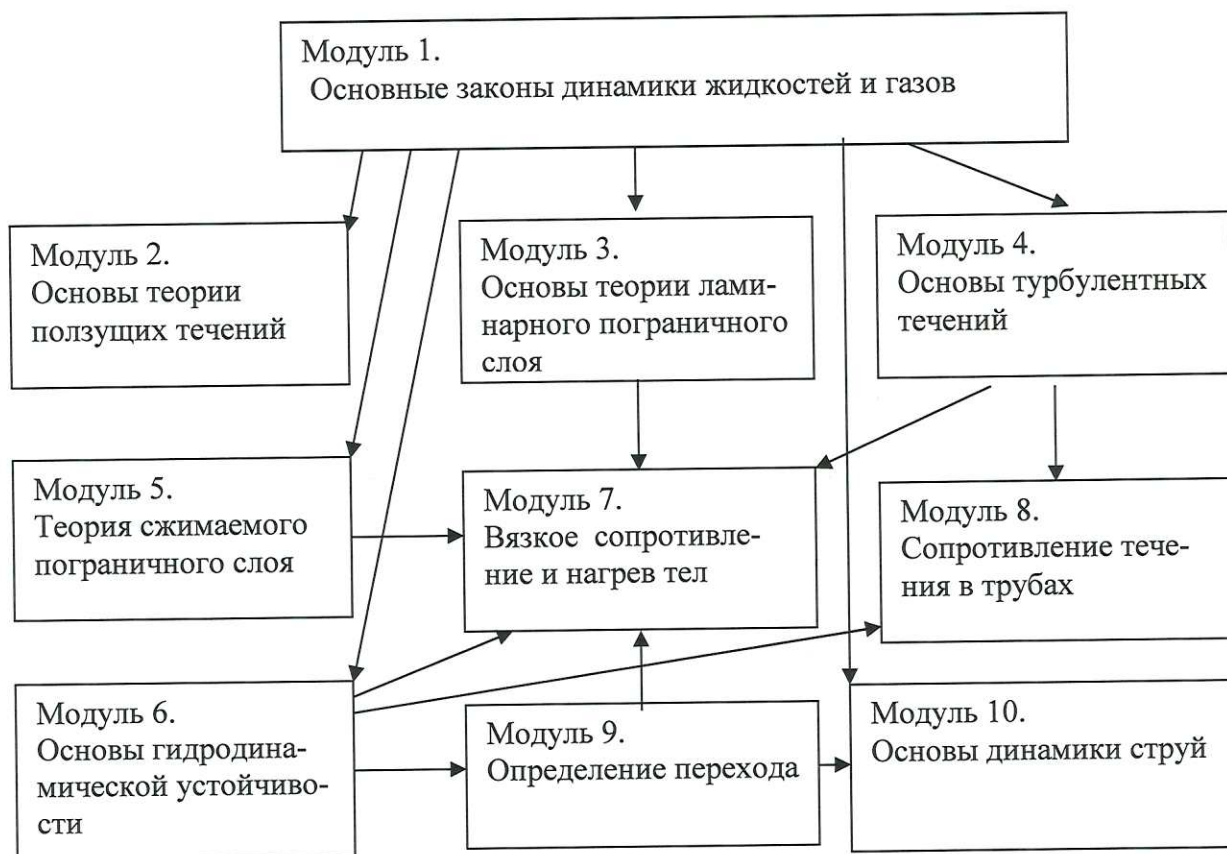 Модуль 1.
Основные законы динамики жидкостей и газов
Модуль 2.
Основы теории
ползущих течений
Модуль 3.
Основы теории лами-
нарного пограничного
слоя
Модуль 4.
Основы турбулентных
течений
Модуль 5.
Теория сжимаемого
пограничного слоя
Модуль 7.
Вязкое сопротивле-
ние и нагрев тел
Модуль 8.
Сопротивление тече-
ния в трубах
Модуль 6.
Основы гидродина-
мической устойчиво-
сти
Модуль 9.
Определение перехода
Модуль 10.
Основы динамики струй